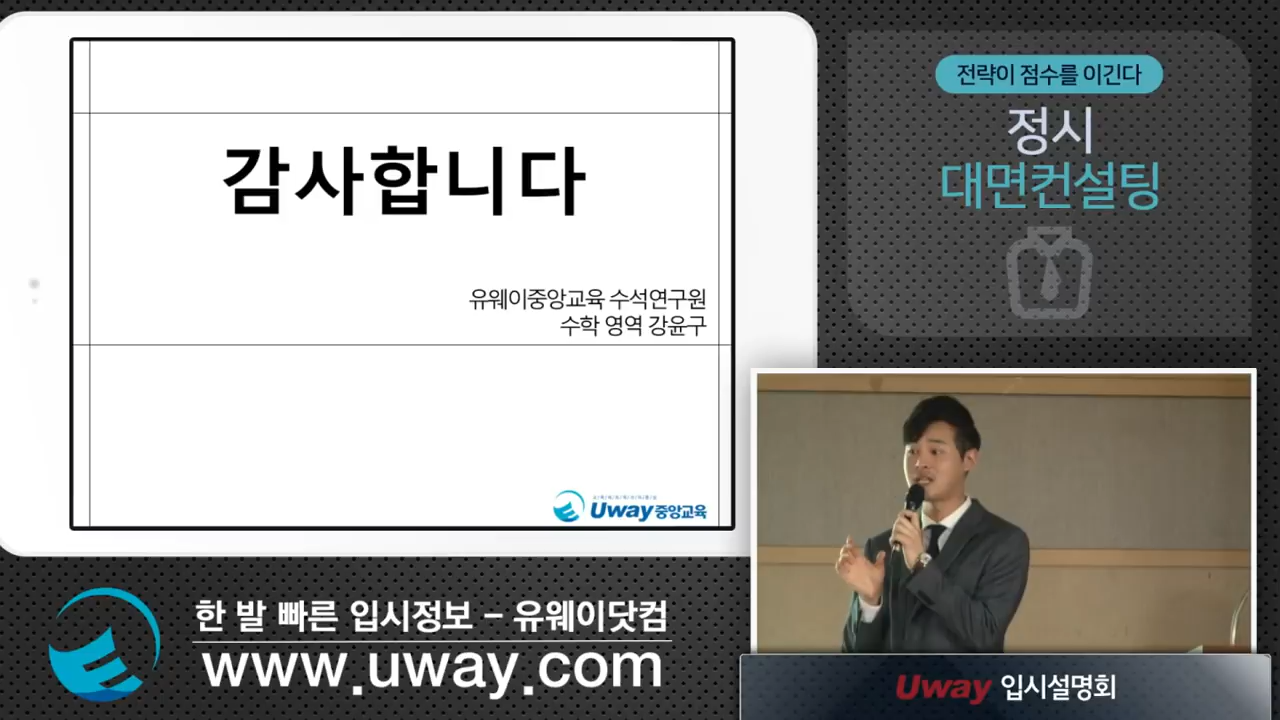 감사합니다
유웨이중앙교육 수석연구원
수학 영역 강윤구
Uway중앙교육
전략이 점수를 이긴다
정시
대면컨설팅
한 발 빠른 입시정보 – 유웨이닷컴
www.uway.com
Uway 입시설명회